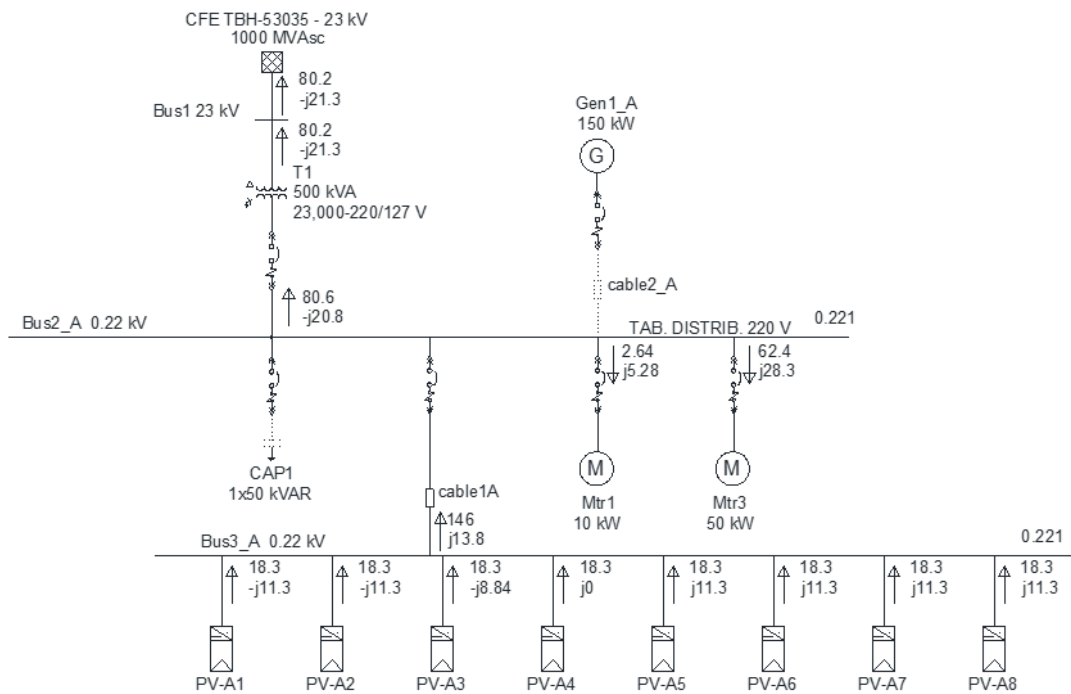 CFE TBH-53035 - 23 kV
1000 MVAsc
80.2
-j21.3
Bus1 23 kV
80.2
-j21.3
T1
500 kVA
23,000-220/127 V
Gen1_A
150 kW
G
cable2_A
80.6
-j20.8
Bus2_A 0.22 kV
TAB. DISTRIB. 220 V
0.221
2.64
j5.28
62.4
j28.3
CAP1
1x50 kVAR
M
Mtr1
10 kW
M
Mtr3
50 kW
cable1A
146
j13.8
Bus3_A 0.22 kV
0.221
18.3
-j11.3
18.3
-j11.3
18.3
-j8.84
18.3
j0
18.3
j11.3
18.3
j11.3
18.3
j11.3
18.3
j11.3
PV-A1
PV-A2
PV-A3
PV-A4
PV-A5
PV-A6
PV-A7
PV-A8